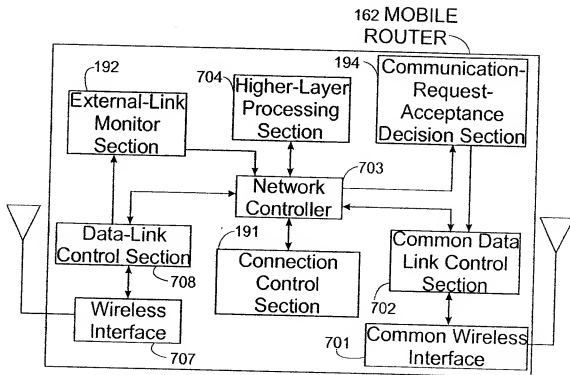 162 MOBILE
ROUTER
192
External-Link
Monitor
Section
704
Higher-Layer
Processing
Section
194
Communication-
Request-
Acceptance
Decision Section
703
Network
Controller
Data-Link
Control Section
708
191
Connection
Control
Section
Common Data
Link Control
Section
702
Wireless
Interface
707
Common Wireless
Interface
701